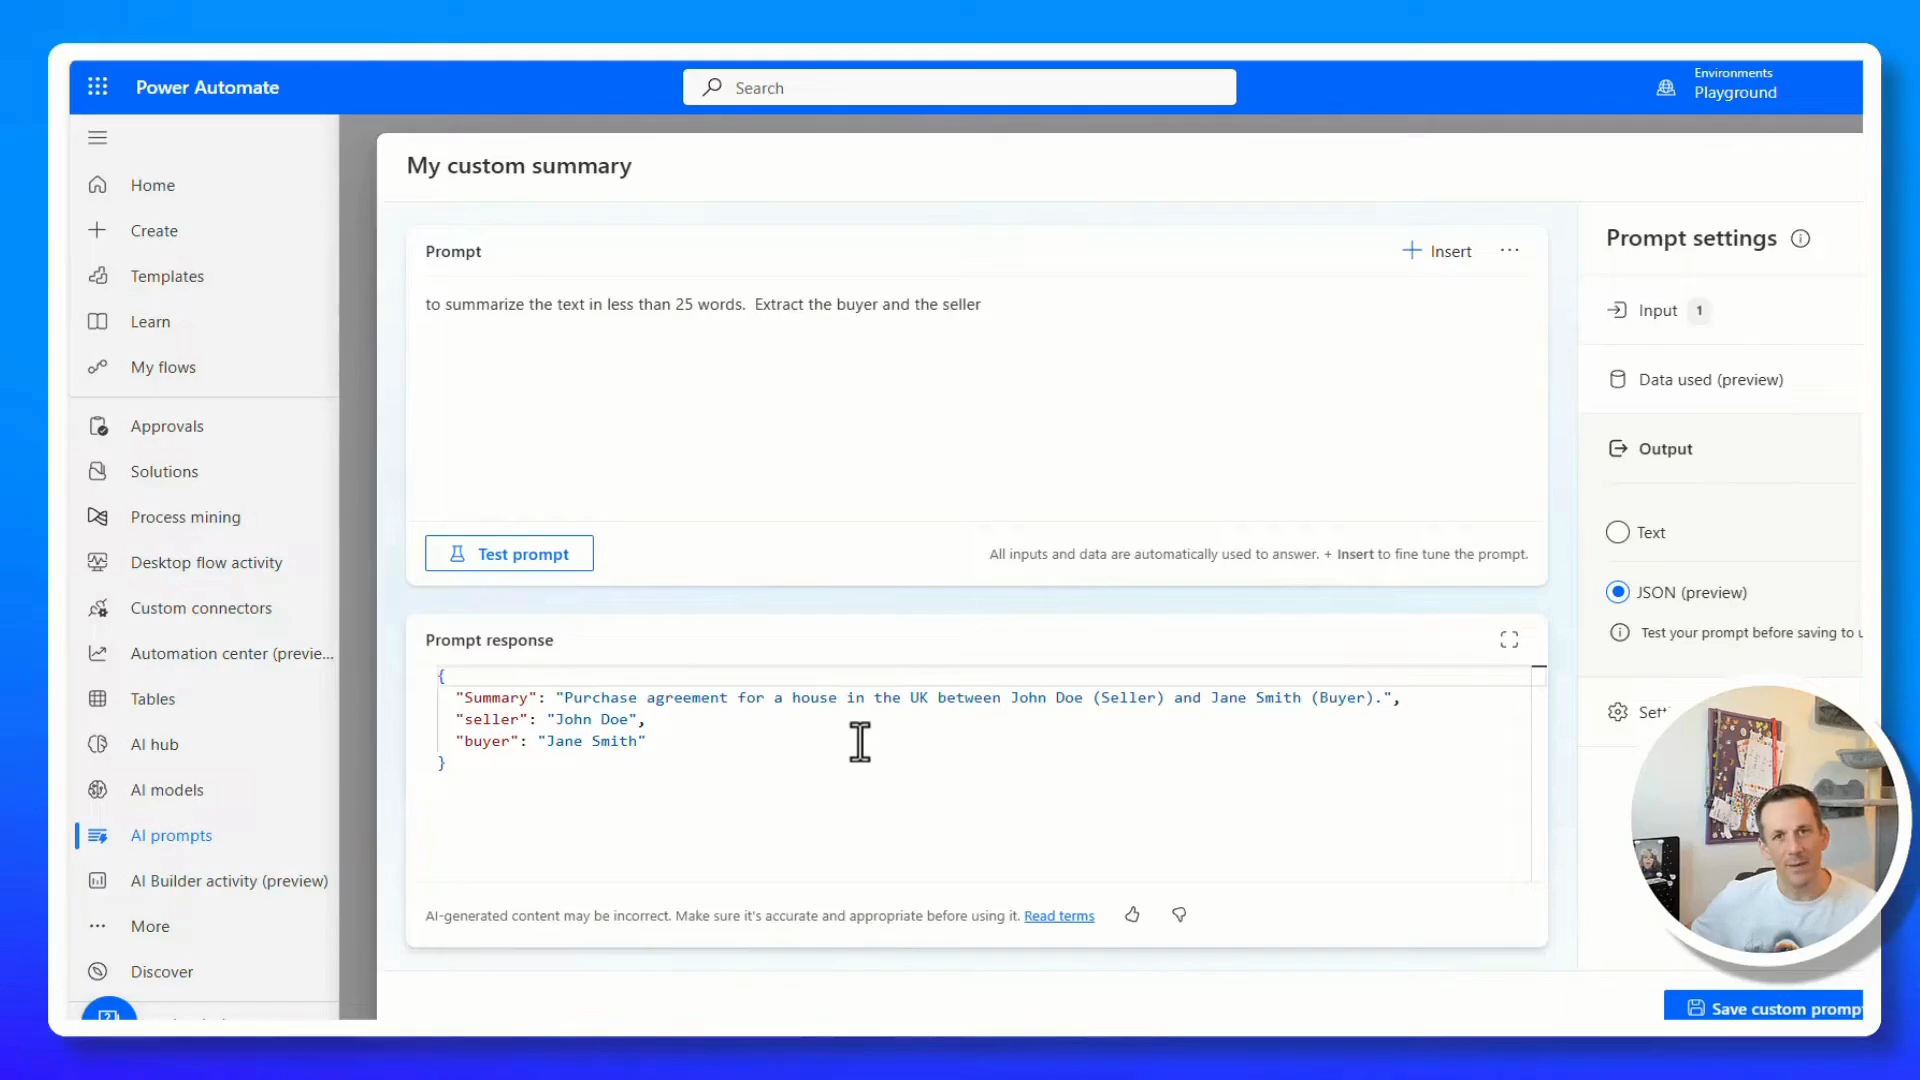 Power Automate
Search
Environments
Playground
Home
Create
Templates
Learn
My flows
Approvals
Solutions
Process mining
Desktop flow activity
Custom connectors
Automation center (previe...
Tables
AI hub
AI models
AI prompts
AI Builder activity (preview)
More
Discover
My custom summary
Prompt
Insert
to summarize the text in less than 25 words.  Extract the buyer and the seller
Test prompt
All inputs and data are automatically used to answer. + Insert to fine tune the prompt.
Prompt response
{
"Summary": "Purchase agreement for a house in the UK between John Doe (Seller) and Jane Smith (Buyer).",
"seller": "John Doe",
"buyer": "Jane Smith"
}
AI-generated content may be incorrect. Make sure it's accurate and appropriate before using it. Read terms
Prompt settings
Input 1
Data used (preview)
Output
Text
JSON (preview)
Test your prompt before saving to u
Save custom promp